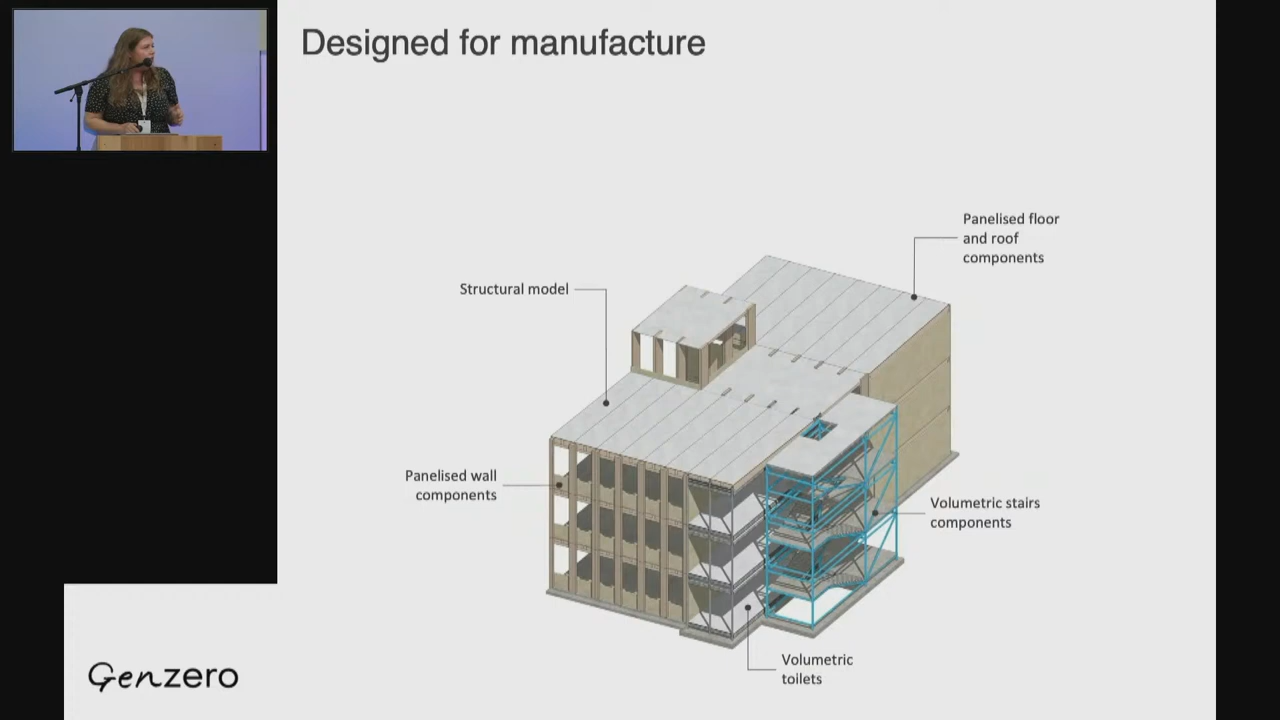 Designed for manufacture
Panelised floor
and roof
components
Structural model
Panelised wall
components
Volumetric stairs
components
Volumetric
toilets
Genzero